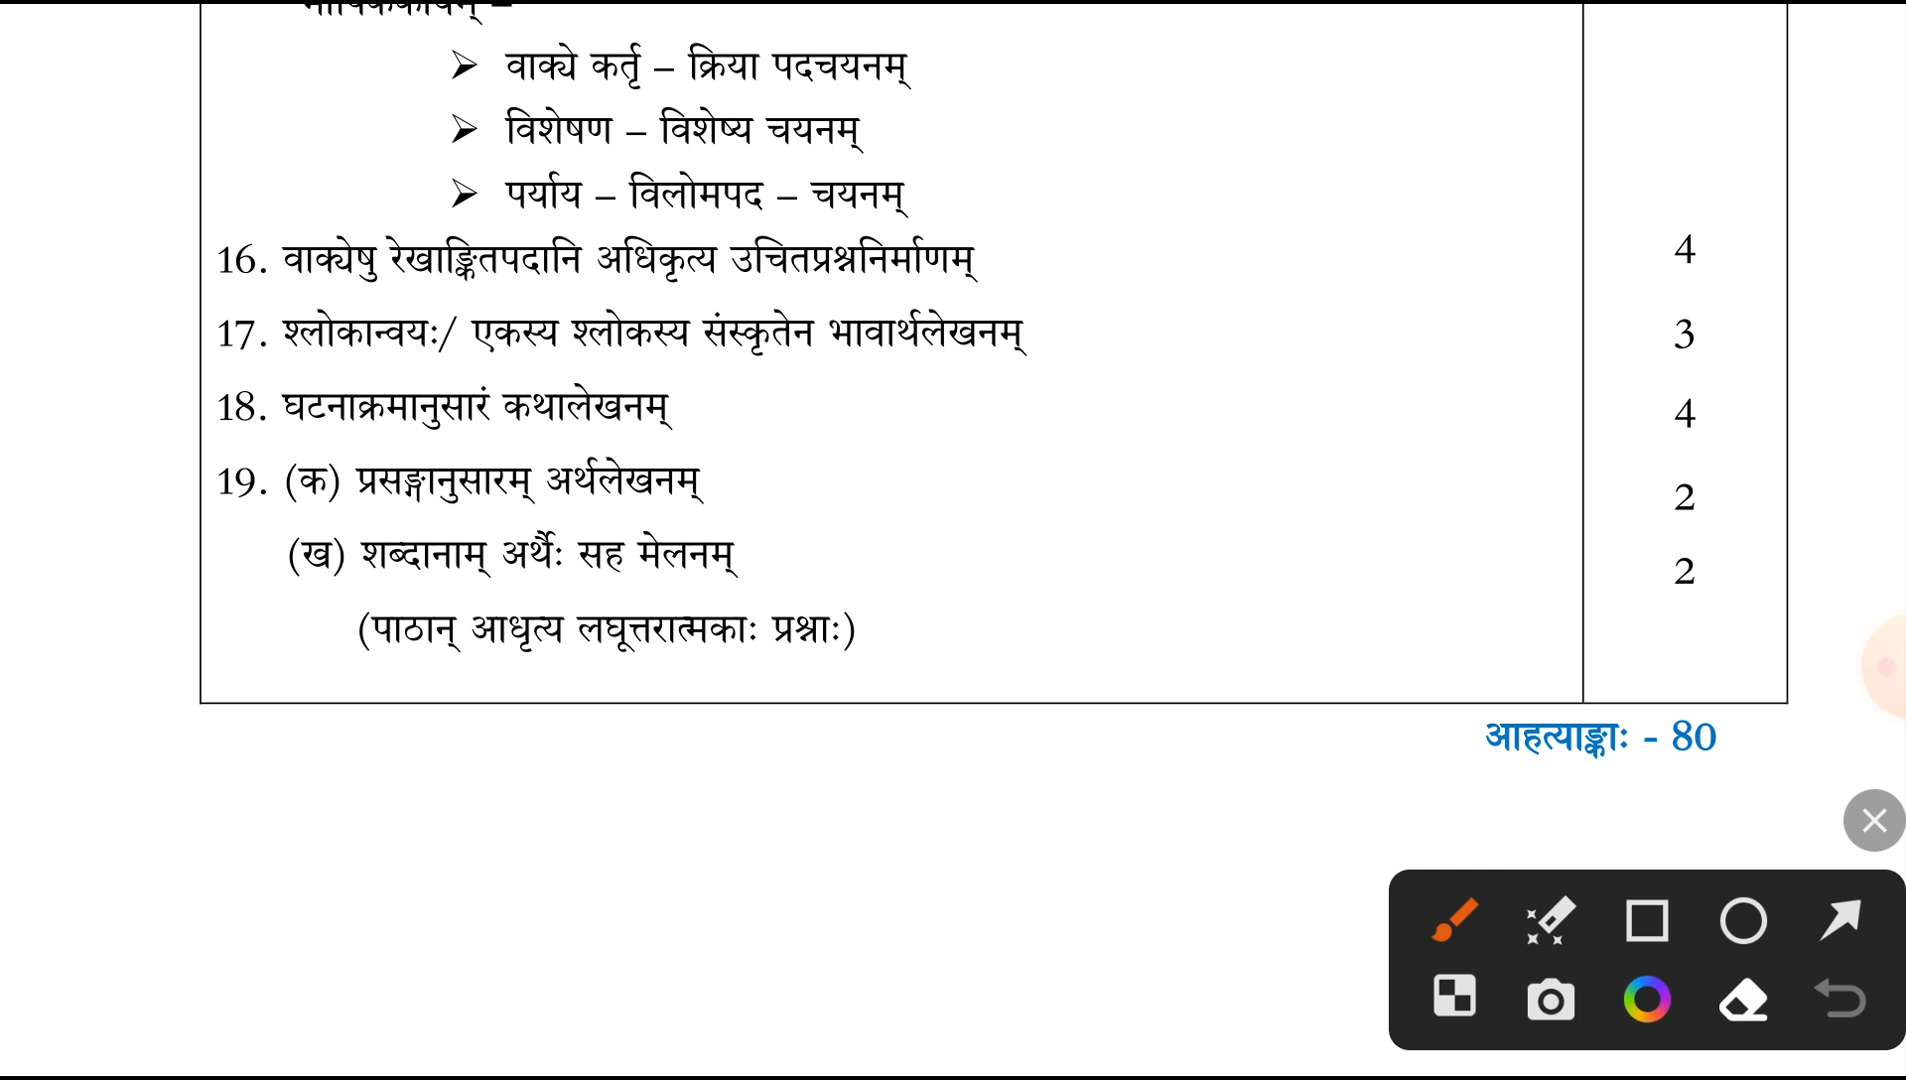 ➢ वाक्ये कर्तृ – क्रिया पदचयनम्
➢ विशेषण – विशेष्य चयनम्
➢ पर्याय – विलोमपद – चयनम्
16. वाक्येषु रेखाङ्कितपदानि अधिकृत्य उचितप्रश्ननिर्माणम् 4
17. श्लोकान्वयः/ एकस्य श्लोकस्य संस्कृतेन भावार्थलेखनम् 3
18. घटनाक्रमानुसारं कथालेखनम् 4
19. (क) प्रसङ्गानुसारम् अर्थलेखनम् 2
(ख) शब्दानाम् अर्थैः सह मेलनम् 2
(पाठान् आधृत्य लघूत्तरात्मकाः प्रश्नाः)
आहत्याङ्काः - 80